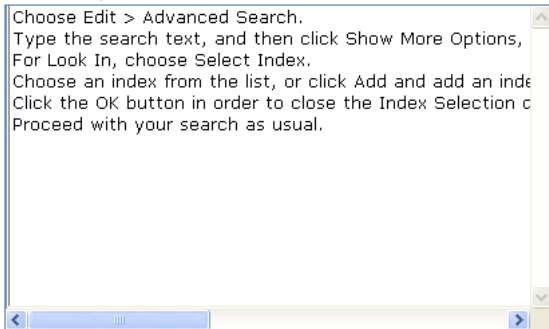 Choose Edit > Advanced Search.
Type the search text, and then click Show More Options,
For Look In, choose Select Index.
Choose an index from the list, or click Add and add an inde
Click the OK button in order to close the Index Selection
Proceed with your search as usual.